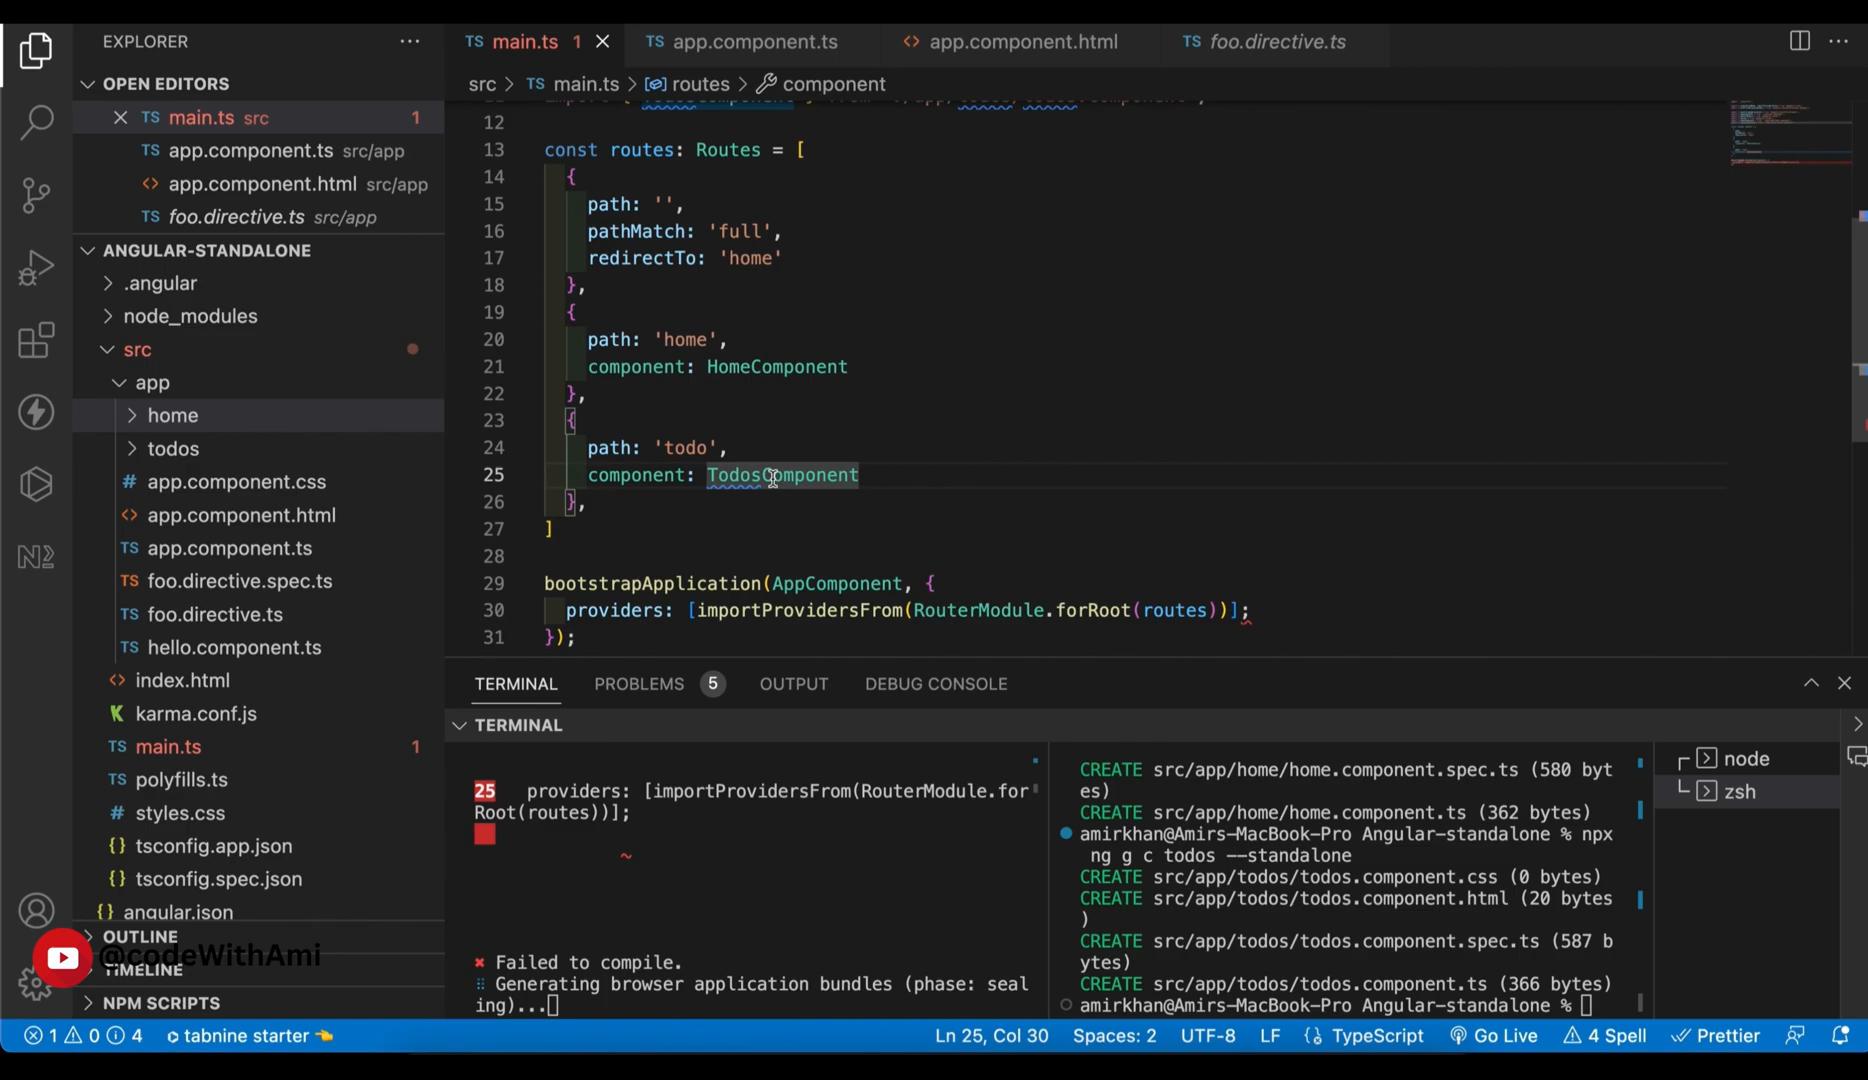 EXPLORER
OPEN EDITORS
main.ts src 1
app.component.ts src/app
app.component.html src/app
foo.directive.ts src/app
ANGULAR-STANDALONE
.angular
node_modules
src
app
home
todos
app.component.css
app.component.html
app.component.ts
foo.directive.spec.ts
foo.directive.ts
hello.component.ts
index.html
karma.conf.js
main.ts 1
polyfills.ts
styles.css
tsconfig.app.json
tsconfig.spec.json
angular.json
OUTLINE
@codeWithAmi
TIMELINE
NPM SCRIPTS
TS main.ts 1
TS app.component.ts
app.component.html
TS foo.directive.ts
src > TS main.ts > routes > component
12
13 const routes: Routes = [
14 {
15 path: '',
16 pathMatch: 'full',
17 redirectTo: 'home'
18 },
19 {
20 path: 'home',
21 component: HomeComponent
22 },
23 {
24 path: 'todo',
25 component: TodosComponent
26 },
27 ]
28
29 bootstrapApplication(AppComponent, {
30 providers: [importProvidersFrom(RouterModule.forRoot(routes))];
31 });
TERMINAL PROBLEMS 5 OUTPUT DEBUG CONSOLE
TERMINAL
25 providers: [importProvidersFrom(RouterModule.for
Root(routes))];
~
✖ Failed to compile.
⠿ Generating browser application bundles (phase: seal
ing)...
CREATE src/app/home/home.component.spec.ts (580 byt
es)
CREATE src/app/home/home.component.ts (362 bytes)
amirkhan@Amirs-MacBook-Pro Angular-standalone % npx
ng g c todos --standalone
CREATE src/app/todos/todos.component.css (0 bytes)
CREATE src/app/todos/todos.component.html (20 bytes
)
CREATE src/app/todos/todos.component.spec.ts (587 b
ytes)
CREATE src/app/todos/todos.component.ts (366 bytes)
amirkhan@Amirs-MacBook-Pro Angular-standalone %
node
zsh
1 0 4 tabnine starter Ln 25, Col 30 Spaces: 2 UTF-8 LF {} TypeScript Go Live 4 Spell Prettier